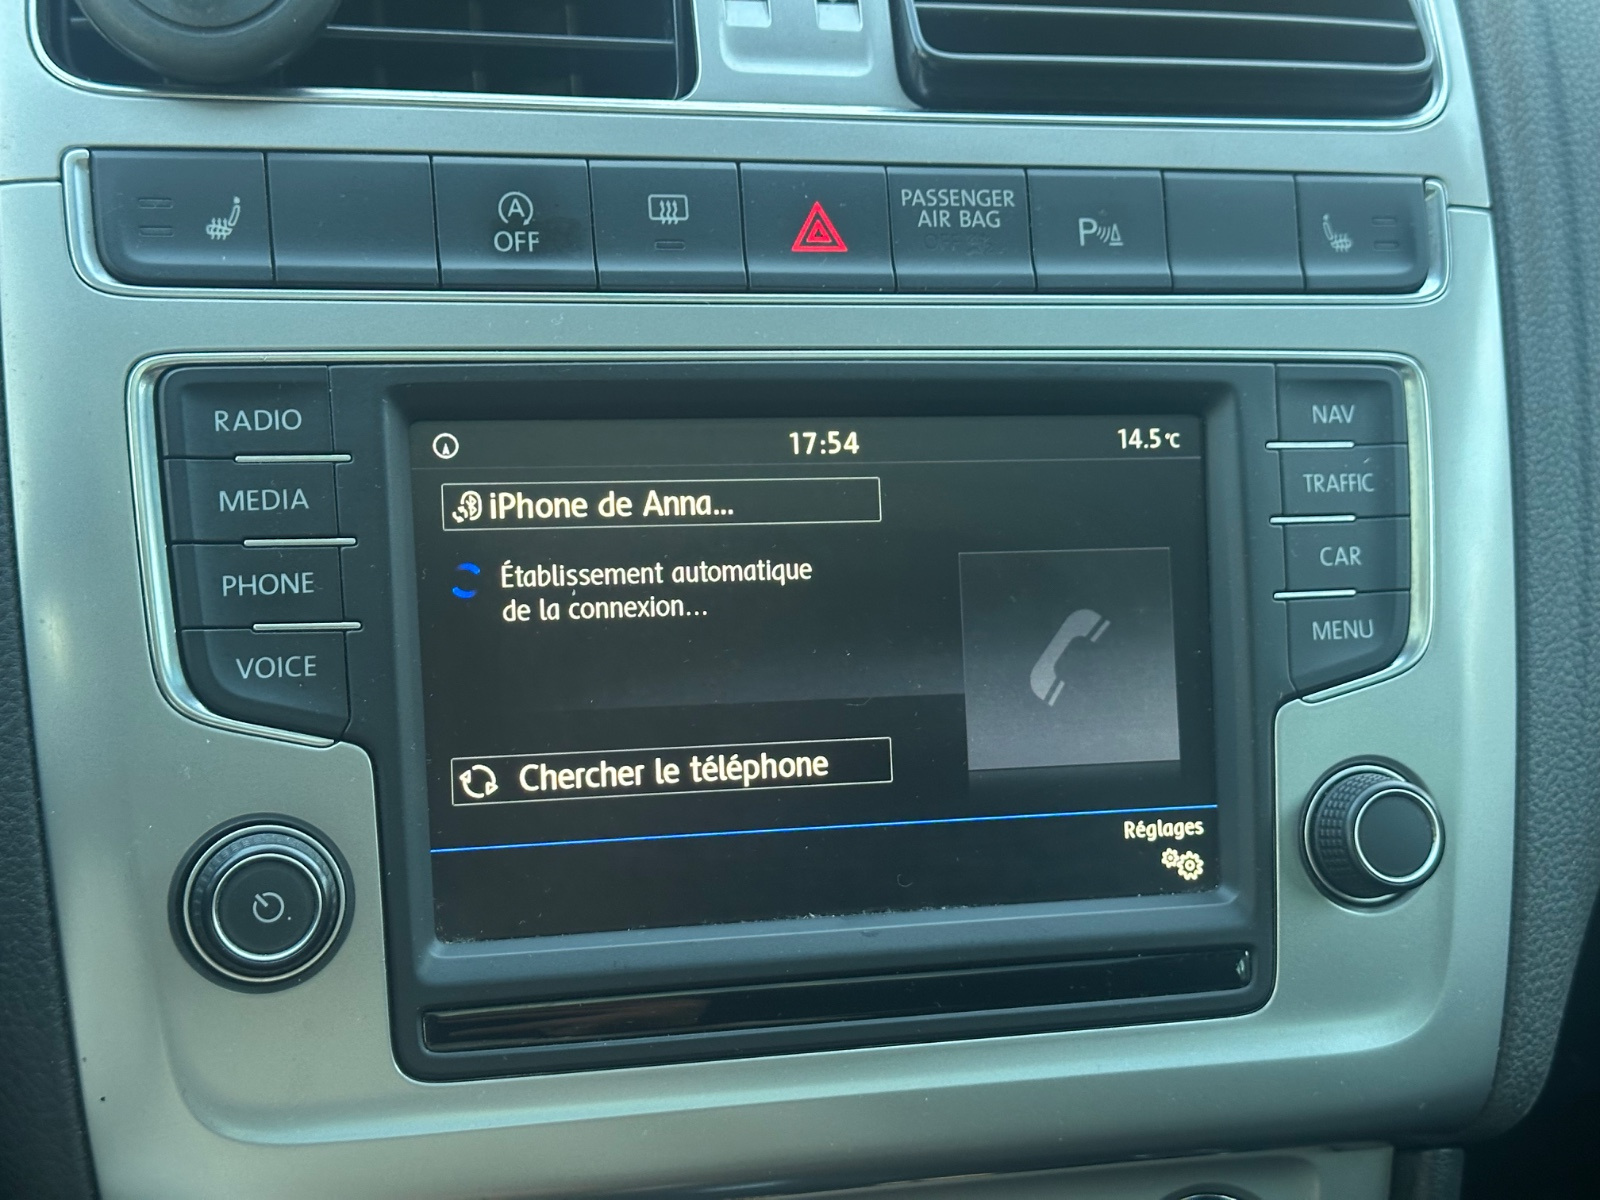 A
OFF
PASSENGER
AIR BAG
P
RADIO
MEDIA
PHONE
VOICE
17:54
14.5°C
iPhone de Anna...
Établissement automatique
de la connexion...
Chercher le téléphone
Réglages
NAV
TRAFFIC
CAR
MENU